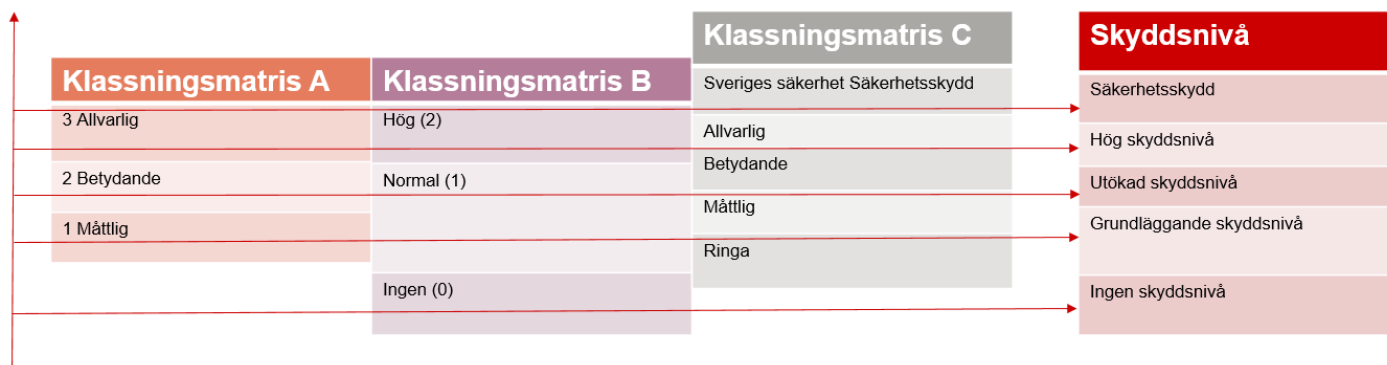 Klassningsmatris A
3 Allvarlig
2 Betydande
1 Måttlig
Klassningsmatris B
Hög (2)
Normal (1)
Ingen (0)
Klassningsmatris C
Sveriges säkerhet Säkerhetsskydd
Allvarlig
Betydande
Måttlig
Ringa
Skyddsnivå
Säkerhetsskydd
Hög skyddsnivå
Utökad skyddsnivå
Grundläggande skyddsnivå
Ingen skyddsnivå